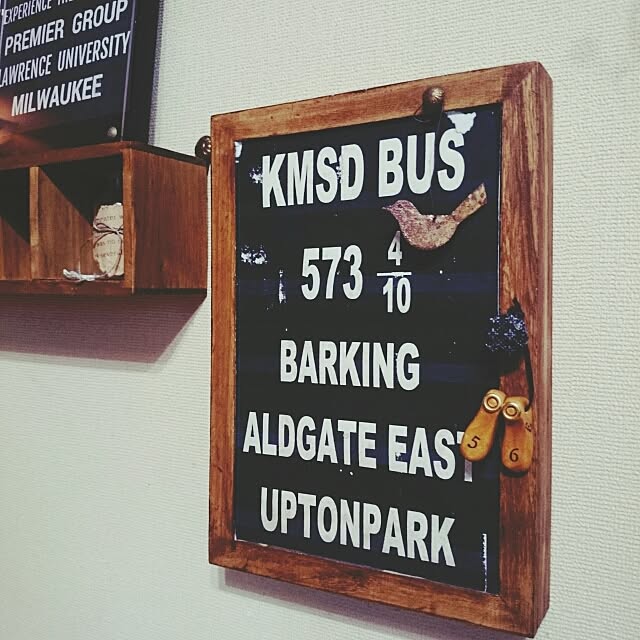 EXPERIENCE
PREMIER GROUP
LAWRENCE UNIVERSITY
MILWAUKEE
KMSD BUS
573 4/10
BARKING
ALDGATE EAST
UPTONPARK
5 6